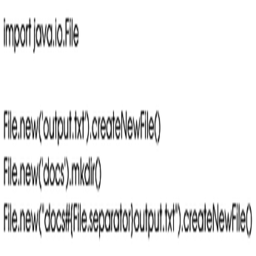 import java.io.File
File.new('output.txt').createNewFile()
File.new('docs').mkdir()
File.new("docs#{File.separator}output.txt").createNewFile()